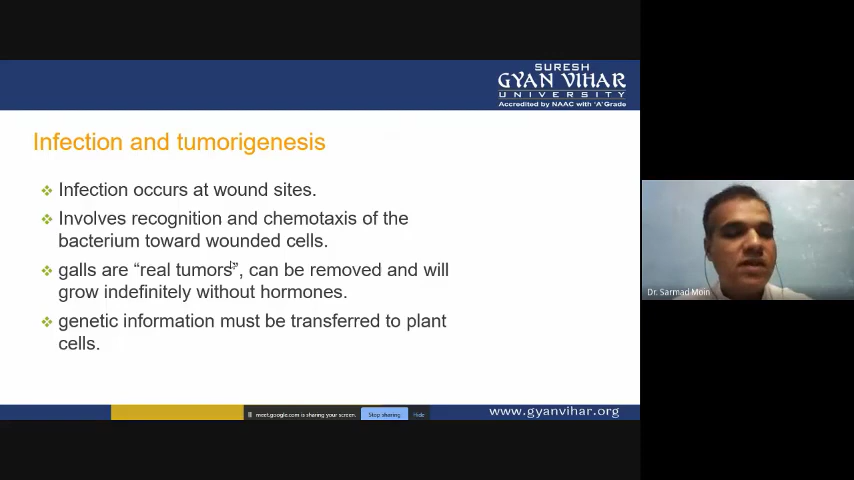 SURESH
GYAN VIHAR
UNIVERSITY
Accredited by NAAC with 'A' Grade
Infection and tumorigenesis
Infection occurs at wound sites.
Involves recognition and chemotaxis of the
bacterium toward wounded cells.
galls are “real tumors”, can be removed and will
grow indefinitely without hormones.
genetic information must be transferred to plant
cells.
Dr. Sarmad Moin
meet.google.com is sharing your screen. Stop sharing Hide
www.gyanvihar.org